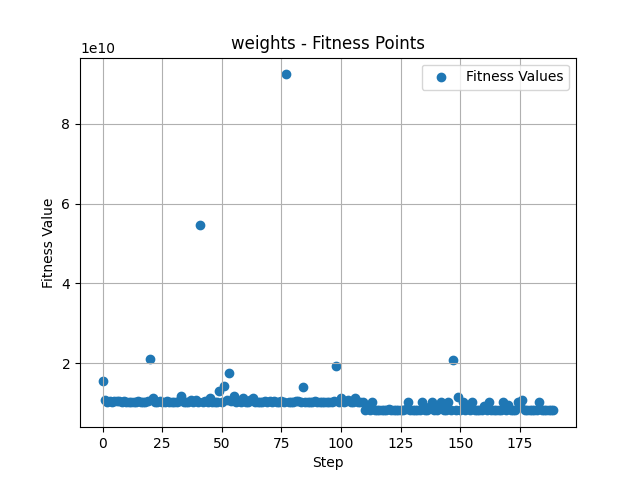 weights - Fitness Points
1e10
Fitness Values
8
6
4
2
Fitness Value
0 25 50 75 100 125 150 175
Step